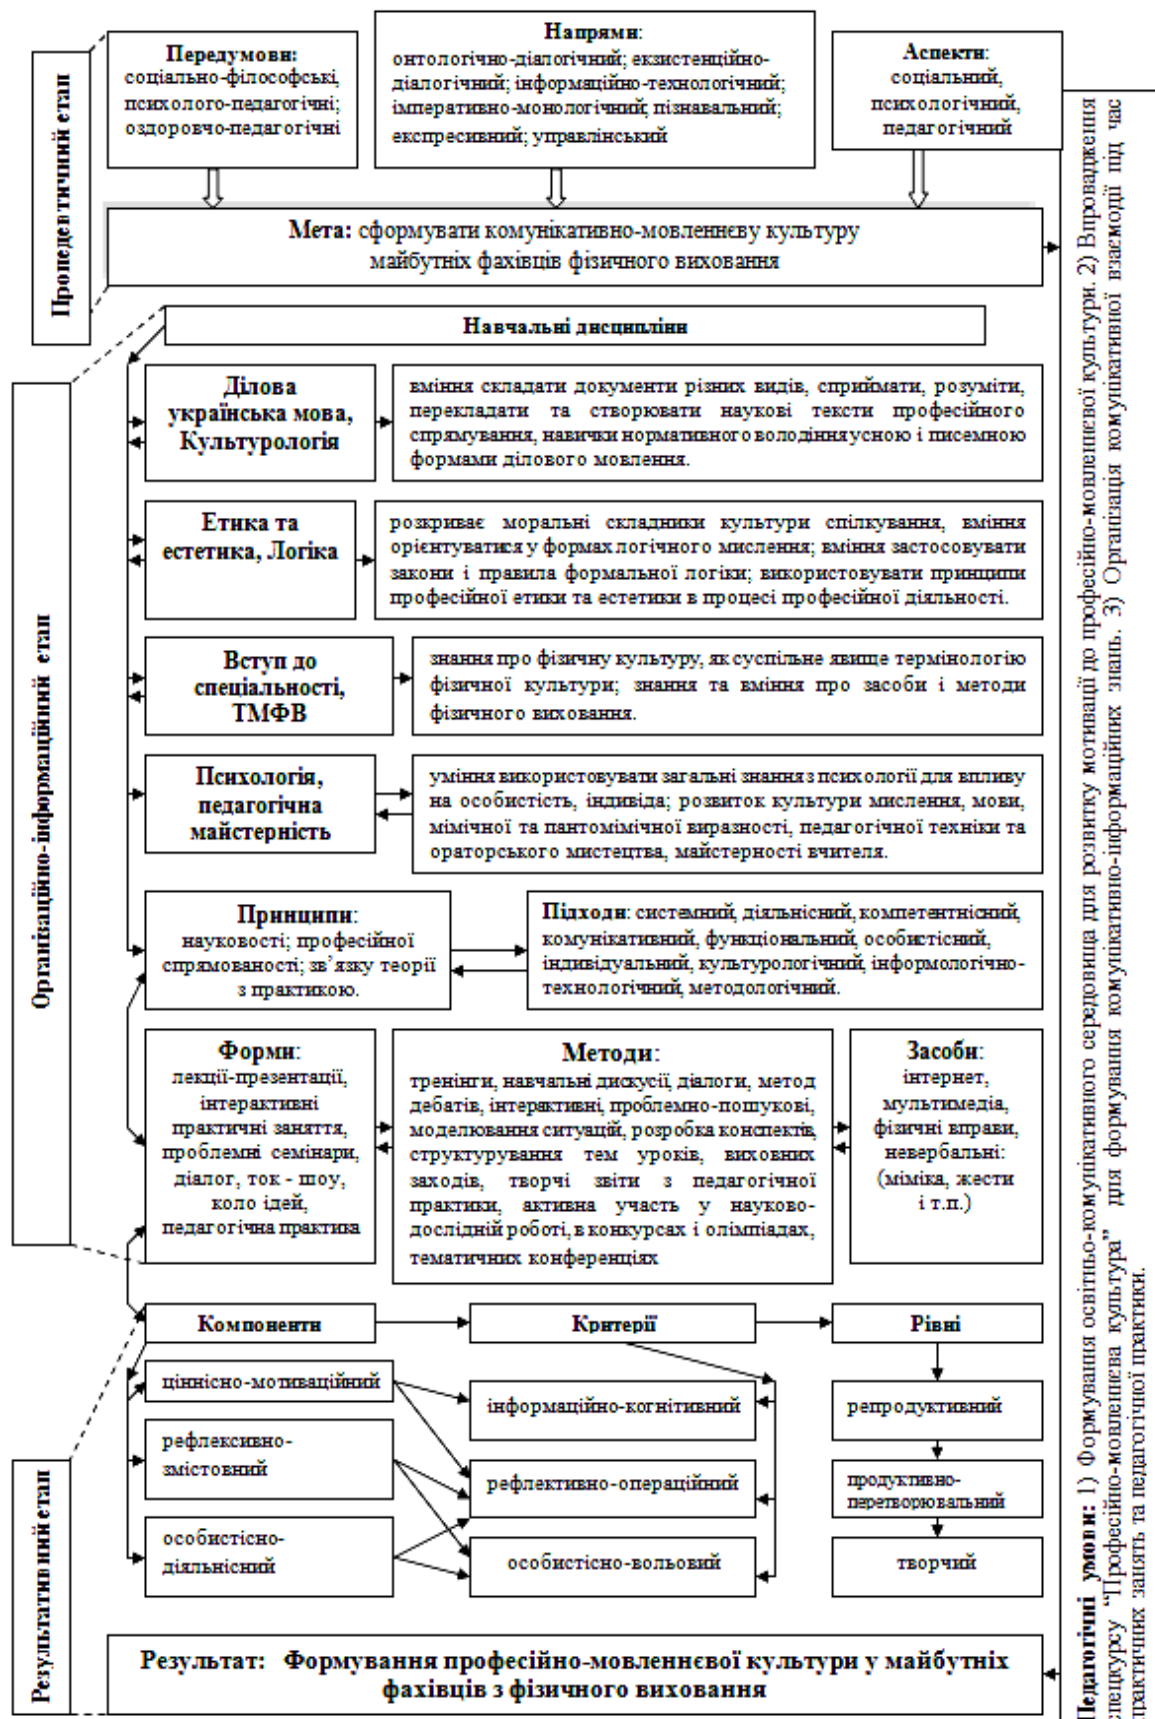 Пропедевтичний етап
Передумови:
соціально-філософські,
психолого-педагогічні;
оздоровчо-педагогічні
Напрями:
онтологічно-діалогічний; екзистенційно-
діалогічний; інформаційно-технологічний;
імперативно-монологічний; пізнавальний;
експресивний; управлінський
Аспекти:
соціальний,
психологічний,
педагогічний
Мета: сформувати комунікативно-мовленнєву культуру
майбутніх фахівців фізичного виховання
Організаційно-інформаційний етап
Навчальні дисципліни
Ділова
українська мова,
Культурологія
вміння складати документи різних видів, сприймати, розуміти,
перекладати та створювати наукові тексти професійного
спрямування, навички нормативного володіння усною і писемною
формами ділового мовлення.
Етика та
естетика, Логіка
розкриває моральні складники культури спілкування, вміння
орієнтуватися у формах логічного мислення; вміння застосовувати
закони і правила формальної логіки; використовувати принципи
професійної етики та естетики в процесі професійної діяльності.
Вступ до
спеціальності,
ТМФВ
знання про фізичну культуру, як суспільне явище термінологію
фізичної культури; знання та вміння про засоби і методи
фізичного виховання.
Психологія,
педагогічна
майстерність
уміння використовувати загальні знання з психології для впливу
на особистість, індивіда; розвиток культури мислення, мови,
мімічної та пантомімічної виразності, педагогічної техніки та
ораторського мистецтва, майстерності вчителя.
Принципи:
науковості; професійної
спрямованості; зв’язку теорії
з практикою.
Підходи: системний, діяльнісний, компетентнісний,
комунікативний, функціональний, особистісний,
індивідуальний, культурологічний, інформологічно-
технологічний, методологічний.
Форми:
лекції-презентації,
інтерактивні
практичні заняття,
проблемні семінари,
діалог, ток - шоу,
коло ідей,
педагогічна практика
Методи:
тренінги, навчальні дискусії, діалоги, метод
дебатів, інтерактивні, проблемно-пошукові,
моделювання ситуацій, розробка конспектів,
структурування тем уроків, виховних
заходів, творчі звіти з педагогічної
практики, активна участь у науково-
дослідній роботі, в конкурсах і олімпіадах,
тематичних конференціях
Засоби:
інтернет,
мультимедіа,
фізичні вправи,
невербальні:
(міміка, жести
і т.п.)
Результативний етап
Компоненти
Критерії
Рівні
ціннісно-мотиваційний
рефлексивно-
змістовний
особистісно-
діяльнісний
інформаційно-когнітивний
рефлективно-операційний
особистісно-вольовий
репродуктивний
продуктивно-
перетворювальний
творчий
Результат: Формування професійно-мовленнєвої культури у майбутніх
фахівців з фізичного виховання
Педагогічні умови: 1) Формування освітньо-комунікативного середовища для розвитку мотивації до професійно-мовленнєвої культури. 2) Впровадження
спецкурсу “Професійно-мовленнєва культура” для формування комунікативно-інформаційних знань. 3) Організація комунікативної взаємодії під час
практичних занять та педагогічної практики.